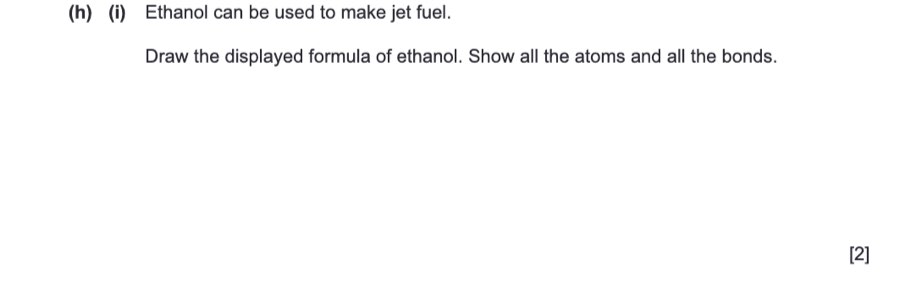 (h) (i) Ethanol can be used to make jet fuel.
Draw the displayed formula of ethanol. Show all the atoms and all the bonds.
[2]